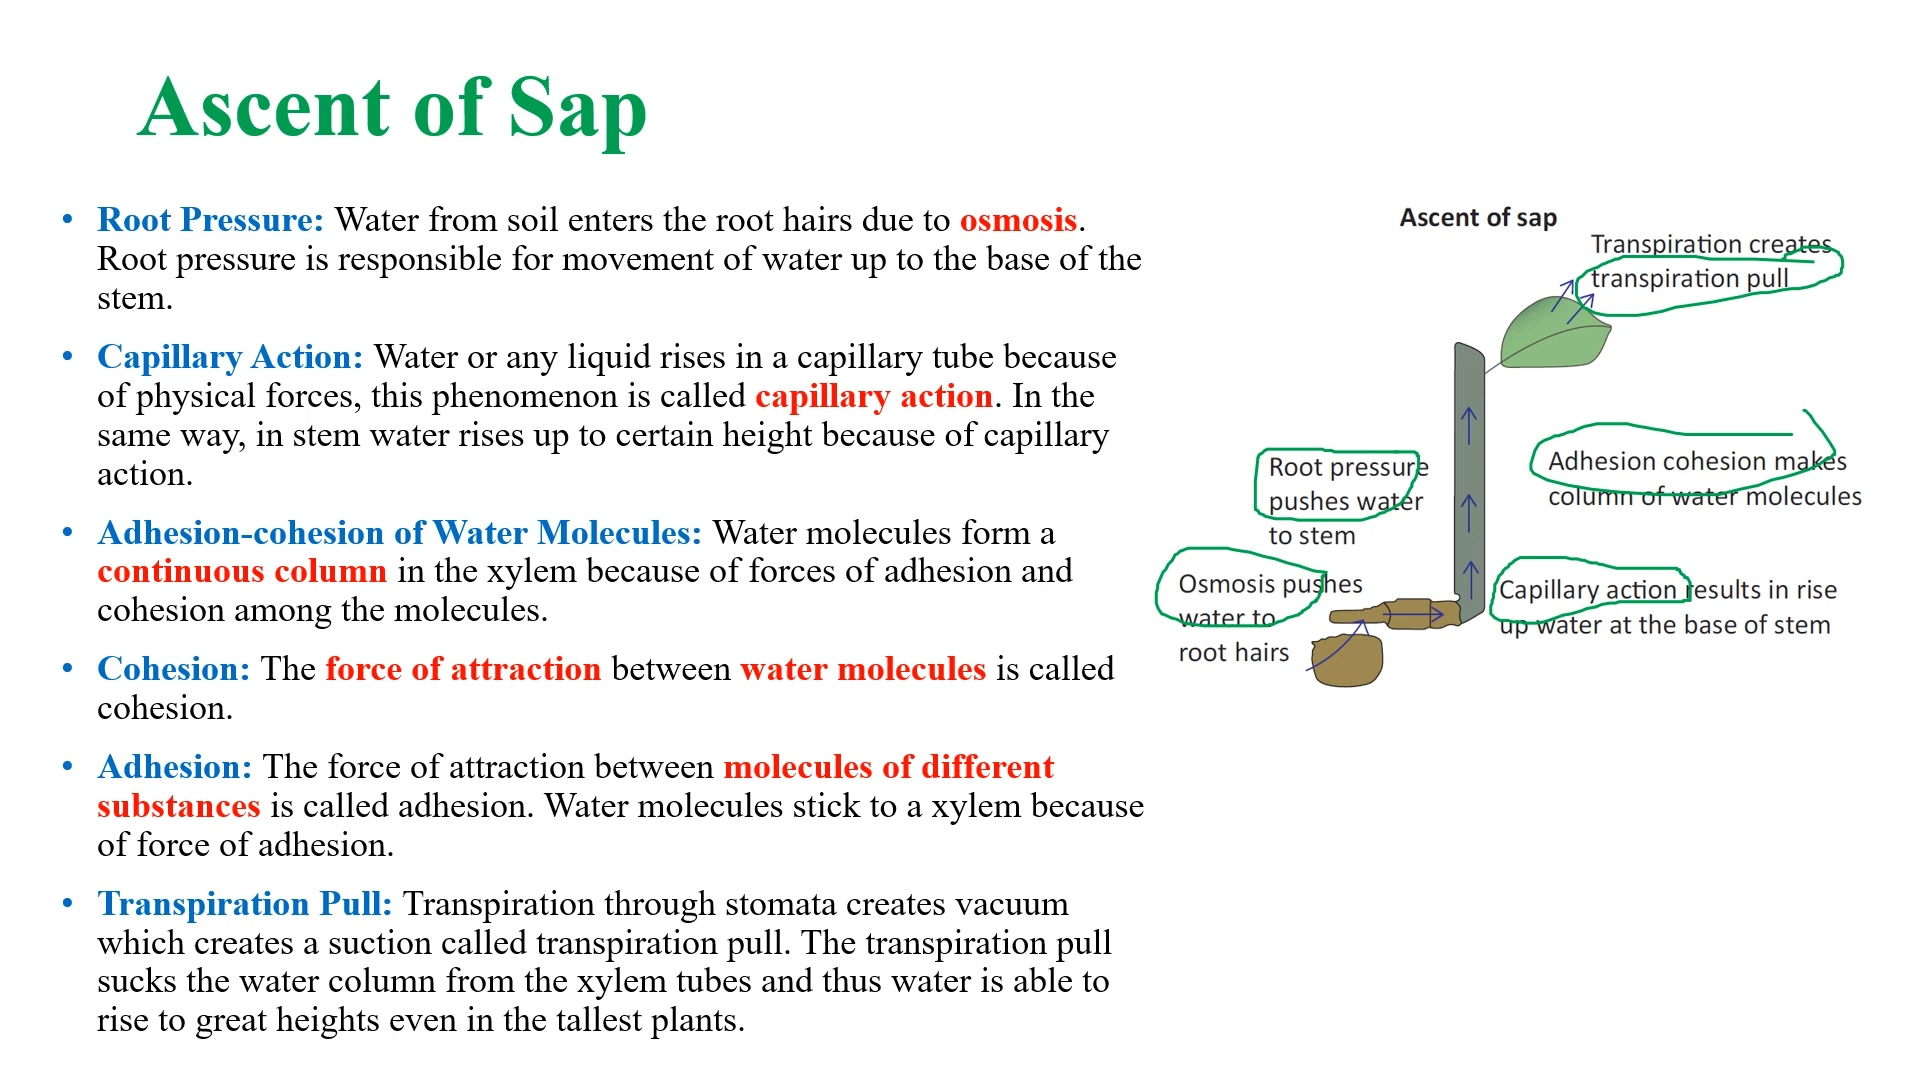 Ascent of Sap
• Root Pressure: Water from soil enters the root hairs due to osmosis.
Root pressure is responsible for movement of water up to the base of the
stem.
• Capillary Action: Water or any liquid rises in a capillary tube because
of physical forces, this phenomenon is called capillary action. In the
same way, in stem water rises up to certain height because of capillary
action.
• Adhesion-cohesion of Water Molecules: Water molecules form a
continuous column in the xylem because of forces of adhesion and
cohesion among the molecules.
• Cohesion: The force of attraction between water molecules is called
cohesion.
• Adhesion: The force of attraction between molecules of different
substances is called adhesion. Water molecules stick to a xylem because
of force of adhesion.
• Transpiration Pull: Transpiration through stomata creates vacuum
which creates a suction called transpiration pull. The transpiration pull
sucks the water column from the xylem tubes and thus water is able to
rise to great heights even in the tallest plants.
Ascent of sap
Transpiration creates
transpiration pull
Root pressure
pushes water
to stem
Adhesion cohesion makes
column of water molecules
Osmosis pushes
water to
root hairs
Capillary action results in rise
up water at the base of stem